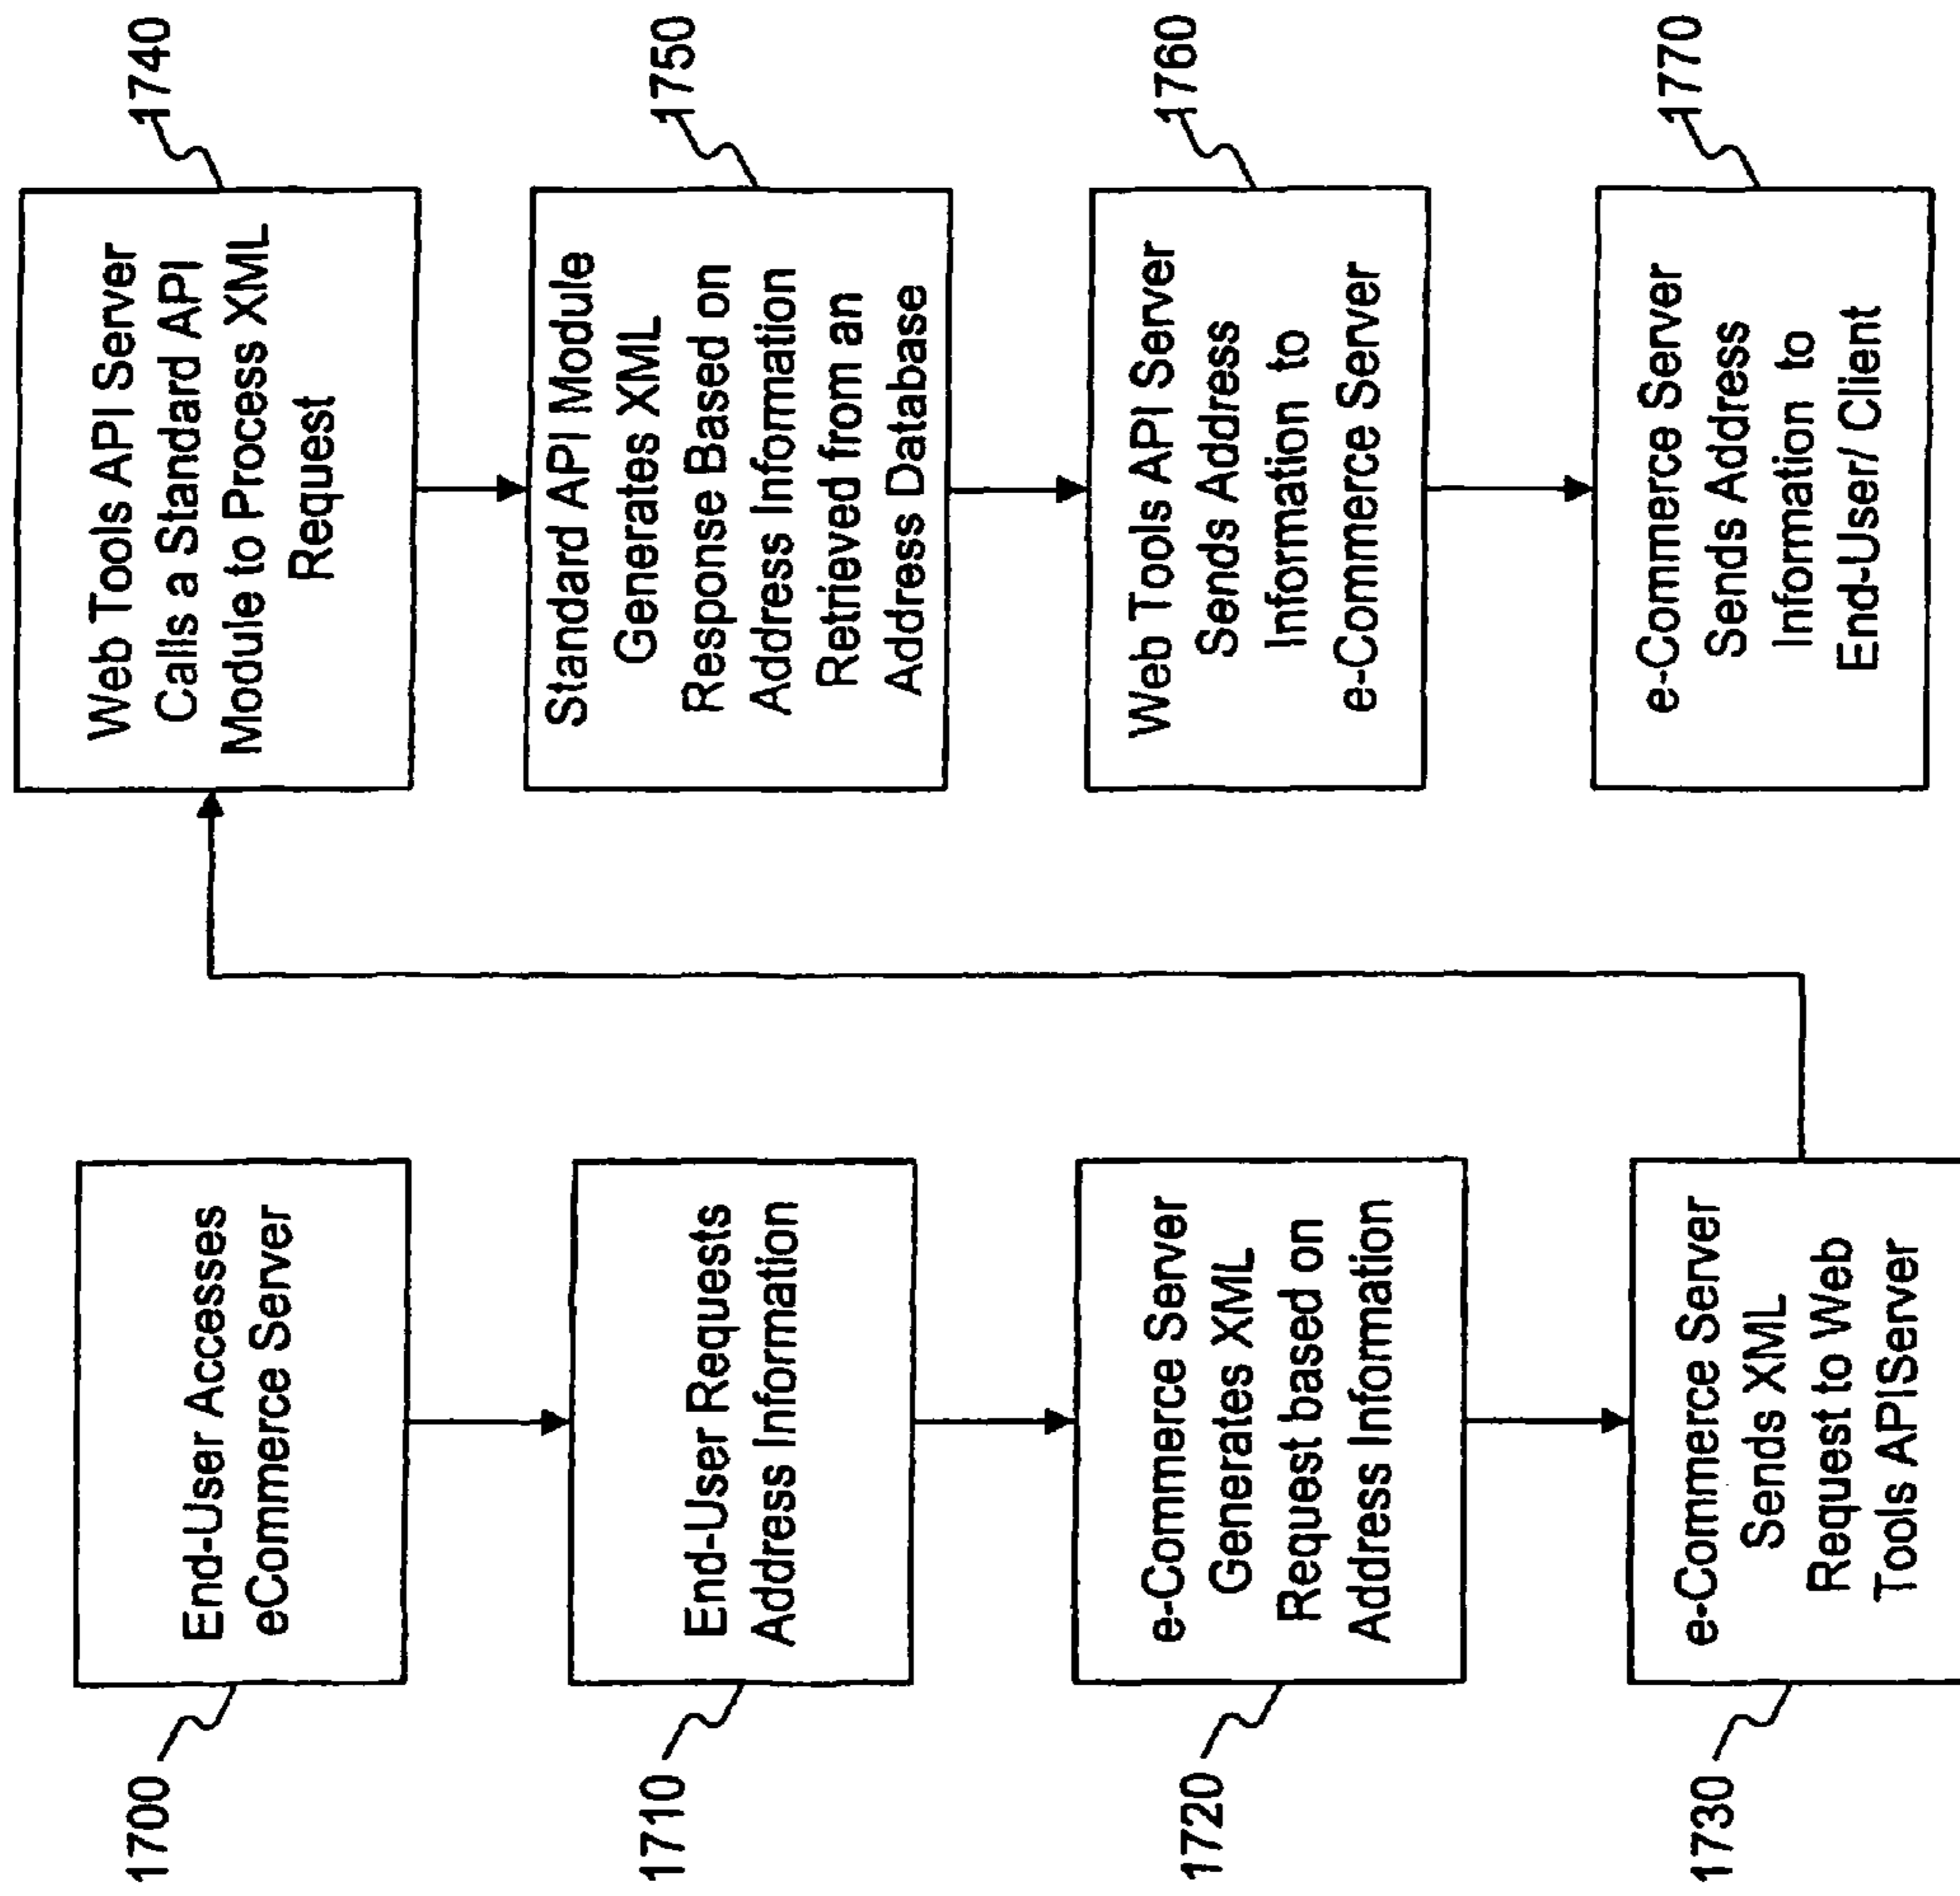 1700
End-User Accesses
eCommerce Server
1710
End-User Requests
Address Information
1720
e-Commerce Server
Generates XML
Request based on
Address Information
1730
e-Commerce Server
Sends XML
Request to Web
Tools APIServer
1740
Web Tools API Server
Calls a Standard API
Module to Process XML
Request
1750
Standard API Module
Generates XML
Response Based on
Address Information
Retrieved from an
Address Database
1760
Web Tools API Server
Sends Address
Information to
e-Commerce Server
1770
e-Commerce Server
Sends Address
Information to
End-User/ Client